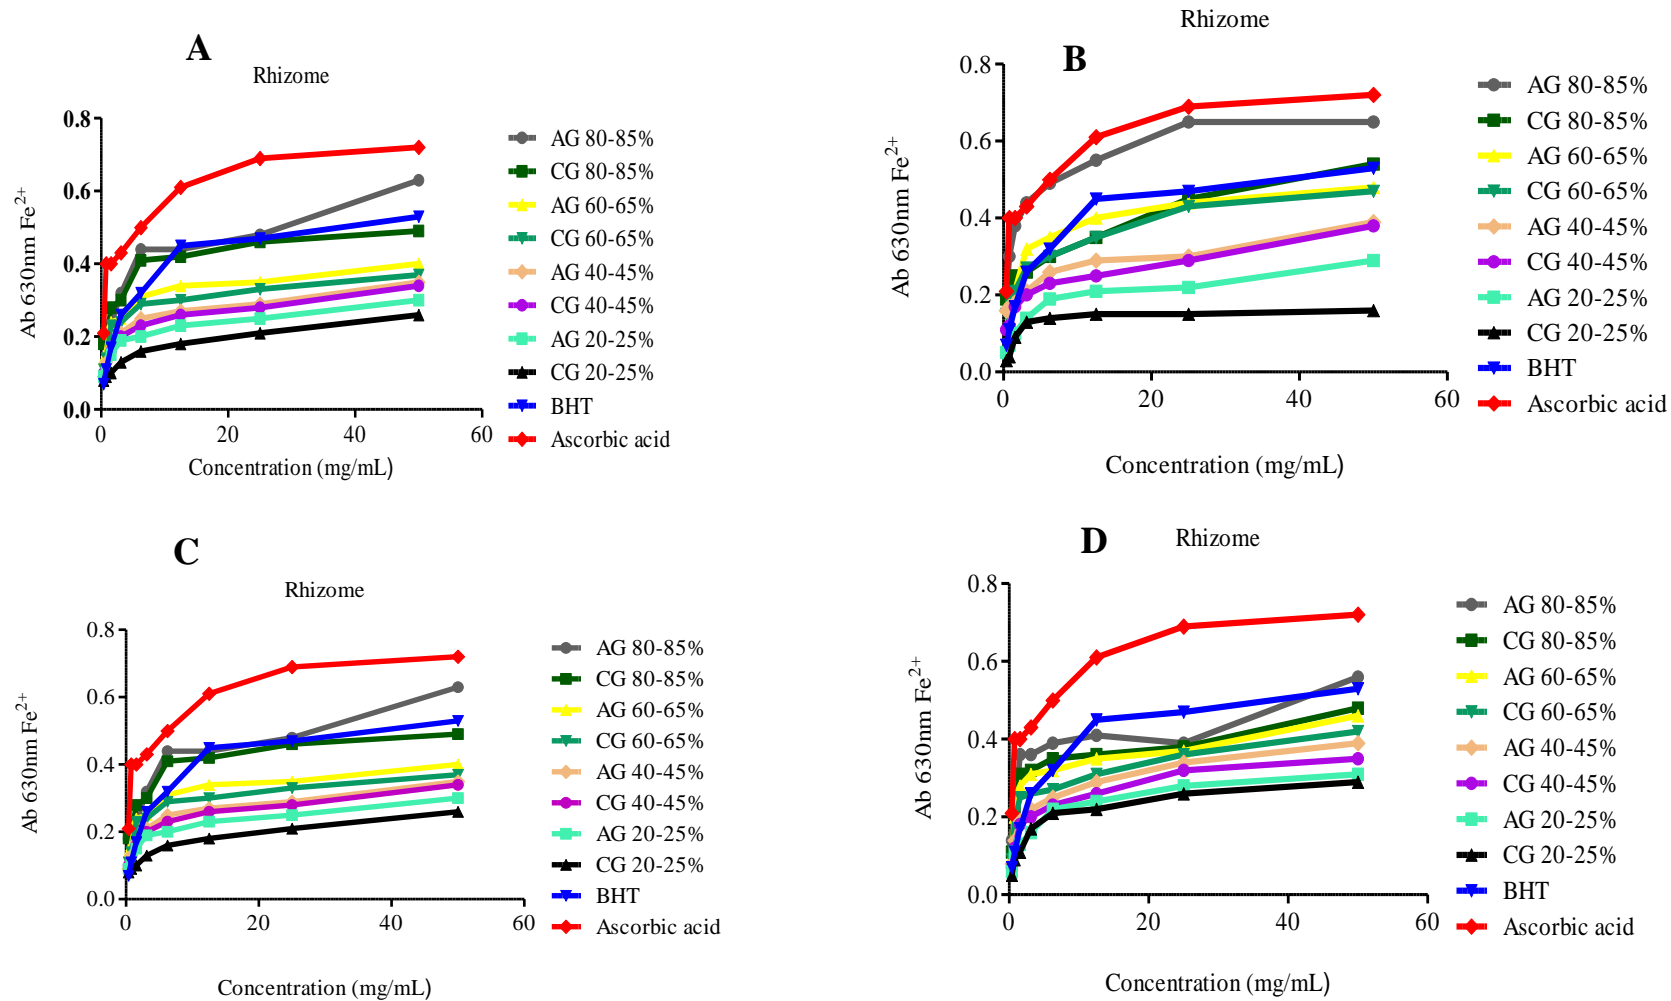 A
Rhizome
Ab 630nm Fe2+
0.8
0.6
0.4
0.2
0.0
0
20
40
60
Concentration (mg/mL)
AG 80-85%
CG 80-85%
AG 60-65%
CG 60-65%
AG 40-45%
CG 40-45%
AG 20-25%
CG 20-25%
BHT
Ascorbic acid
Rhizome
B
Ab 630nm Fe2+
0.8
0.6
0.4
0.2
0.0
0
20
40
60
Concentration (mg/mL)
AG 80-85%
CG 80-85%
AG 60-65%
CG 60-65%
AG 40-45%
CG 40-45%
AG 20-25%
CG 20-25%
BHT
Ascorbic acid
C
Rhizome
Ab 630nm Fe2+
0.8
0.6
0.4
0.2
0.0
0
20
40
60
Concentration (mg/mL)
AG 80-85%
CG 80-85%
AG 60-65%
CG 60-65%
AG 40-45%
CG 40-45%
AG 20-25%
CG 20-25%
BHT
Ascorbic acid
D
Rhizome
Ab 630nm Fe2+
0.8
0.6
0.4
0.2
0.0
0
20
40
60
Concentration (mg/mL)
AG 80-85%
CG 80-85%
AG 60-65%
CG 60-65%
AG 40-45%
CG 40-45%
AG 20-25%
CG 20-25%
BHT
Ascorbic acid